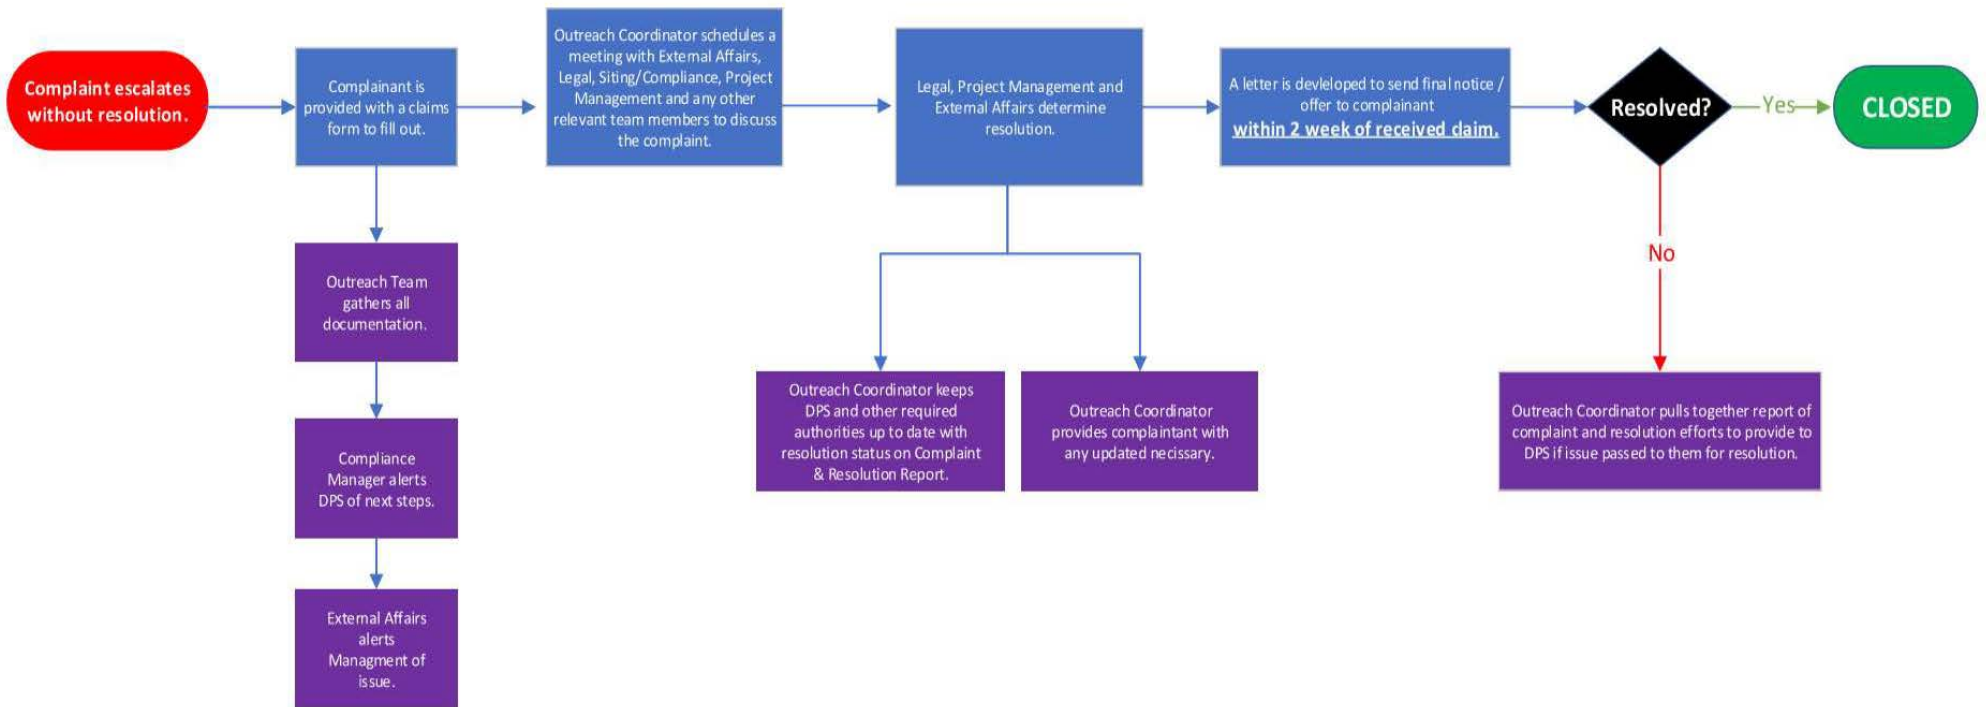 Complaint escalates
without resolution.
Complainant is
provided with a claims
form to fill out.
Outreach Coordinator schedules a
meeting with External Affairs,
Legal, Siting/Compliance, Project
Management and any other
relevant team members to discuss
the complaint.
Legal, Project Management and
External Affairs determine
resolution.
A letter is devleloped to send final notice /
offer to complainant
within 2 week of received claim.
Resolved?
Yes
CLOSED
No
Outreach Team
gathers all
documentation.
Compliance
Manager alerts
DPS of next steps.
External Affairs
alerts
Managment of
issue.
Outreach Coordinator keeps
DPS and other required
authorities up to date with
resolution status on Complaint
& Resolution Report.
Outreach Coordinator
provides complaintant with
any updated necissary.
Outreach Coordinator pulls together report of
complaint and resolution efforts to provide to
DPS if issue passed to them for resolution.